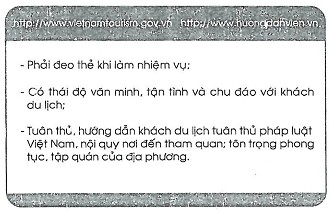 http://www.vietnamtourism.gov.vn http://www.huongdanvien.vn
- Phải đeo thẻ khi làm nhiệm vụ;
- Có thái độ văn minh, tận tình và chu đáo với khách
du lịch;
- Tuân thủ, hướng dẫn khách du lịch tuân thủ pháp luật
Việt Nam, nội quy nơi đến tham quan; tôn trọng phong
tục, tập quán của địa phương.